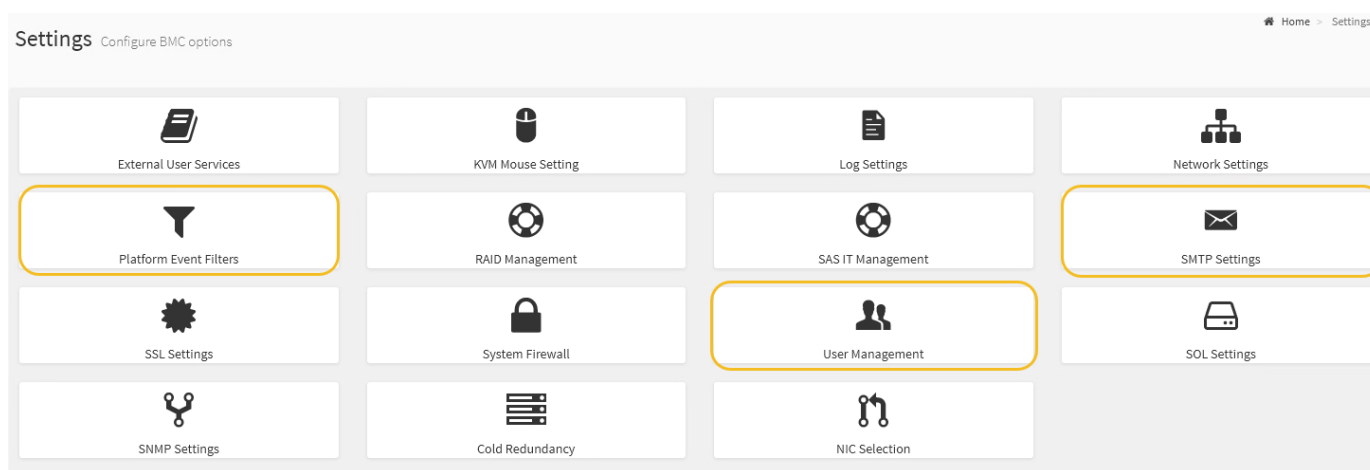 Home > Settings
Settings Configure BMC options
External User Services
KVM Mouse Setting
Log Settings
Network Settings
Platform Event Filters
RAID Management
SAS IT Management
SMTP Settings
SSL Settings
System Firewall
User Management
SOL Settings
SNMP Settings
Cold Redundancy
NIC Selection